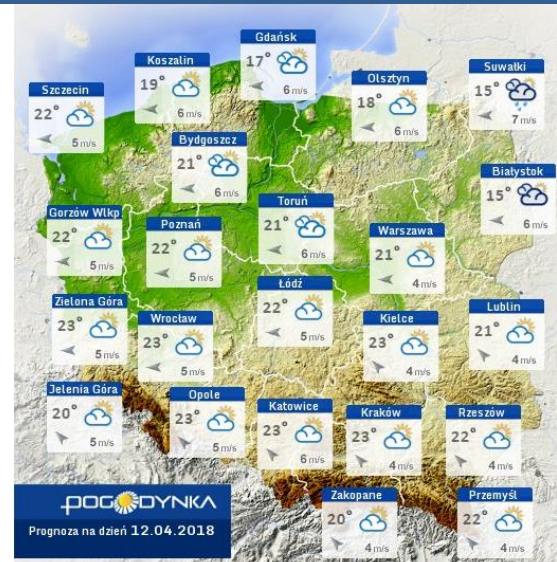 Gdańsk
17° 6 m/s
Koszalin
19° 6 m/s
Suwałki
15° 7 m/s
Olsztyn
18° 6 m/s
Szczecin
22° 5 m/s
Bydgoszcz
21° 6 m/s
Białystok
15° 6 m/s
Toruń
21° 6 m/s
Gorzów Wlkp
22° 5 m/s
Poznań
22° 5 m/s
Warszawa
21° 4 m/s
Łódź
22° 5 m/s
Zielona Góra
23° 5 m/s
Wrocław
23° 5 m/s
Kielce
23° 4 m/s
Lublin
21° 4 m/s
Jelenia Góra
20° 5 m/s
Opole
23° 5 m/s
Katowice
23° 6 m/s
Kraków
23° 4 m/s
Rzeszów
22° 4 m/s
Zakopane
20° 4 m/s
Przemyśl
22° 4 m/s
POGODYNKA
Prognoza na dzień 12.04.2018